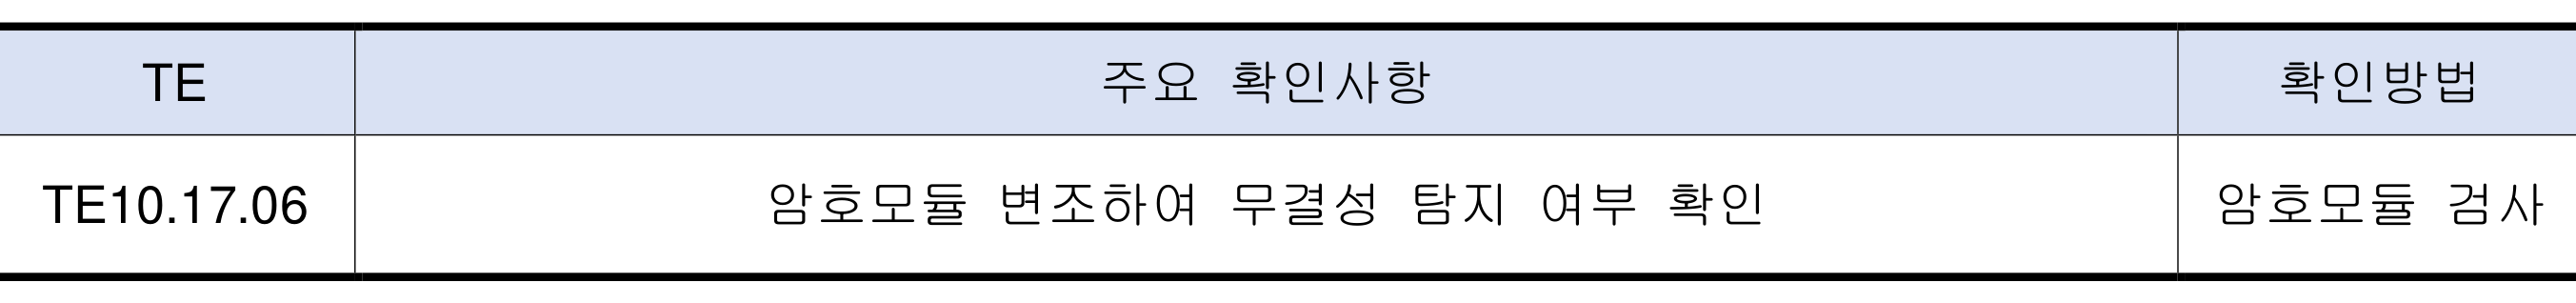 TE 주요 확인사항 확인방법
TE10.17.06 암호모듈 변조하여 무결성 탐지 여부 확인 암호모듈 검사